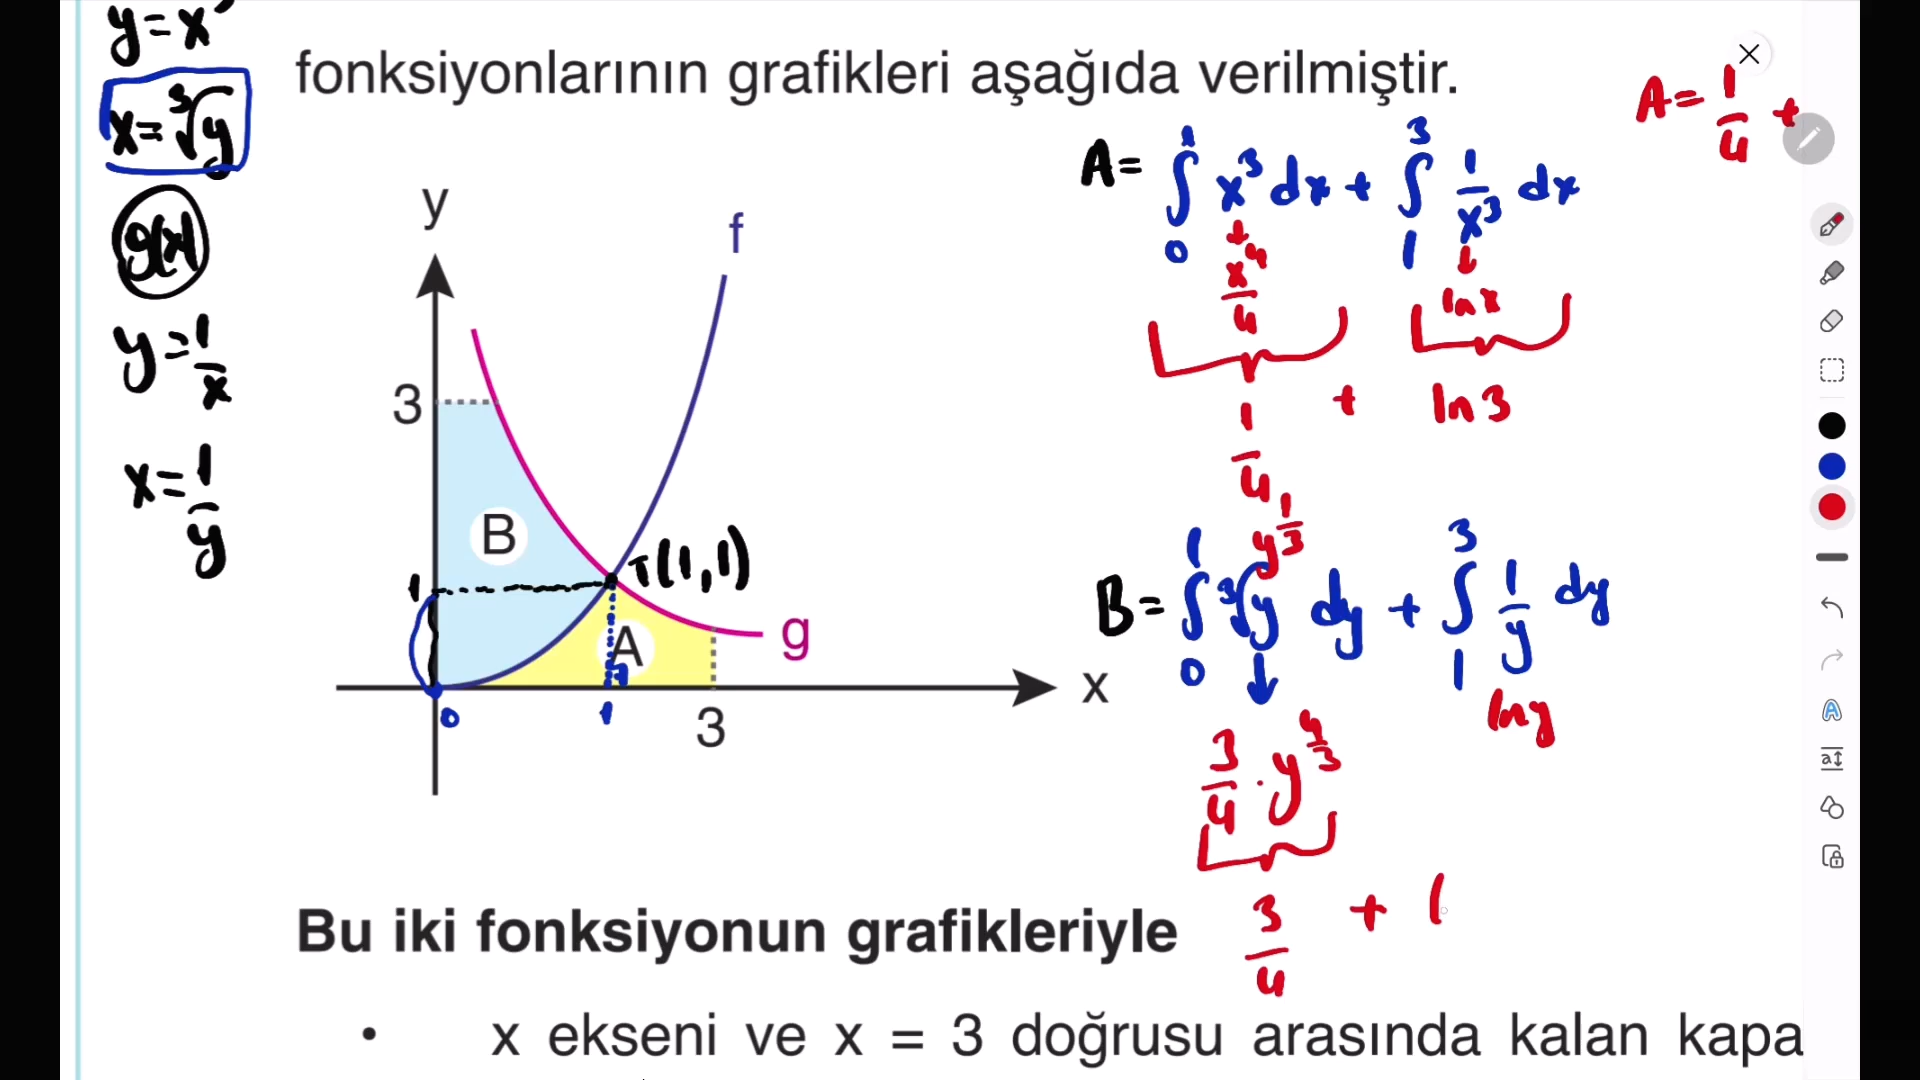 y=x³
x=∛y
g(x)
y=1/x
x=1/y
fonksiyonlarının grafikleri aşağıda verilmiştir.
A=1/4+
A= ∫₀¹ x³dx + ∫₁³ 1/x³ dx
x⁴/4
ln x
1/4 + ln3
y
f
3
B
1
T(1,1)
A
g
x
0
1
3
y^1/3
B= ∫₀¹ ∛y dy + ∫₁³ 1/y dy
ln y
3/4 · y^4/3
3/4 + (
Bu iki fonksiyonun grafikleriyle
• x ekseni ve x = 3 doğrusu arasında kalan kapa